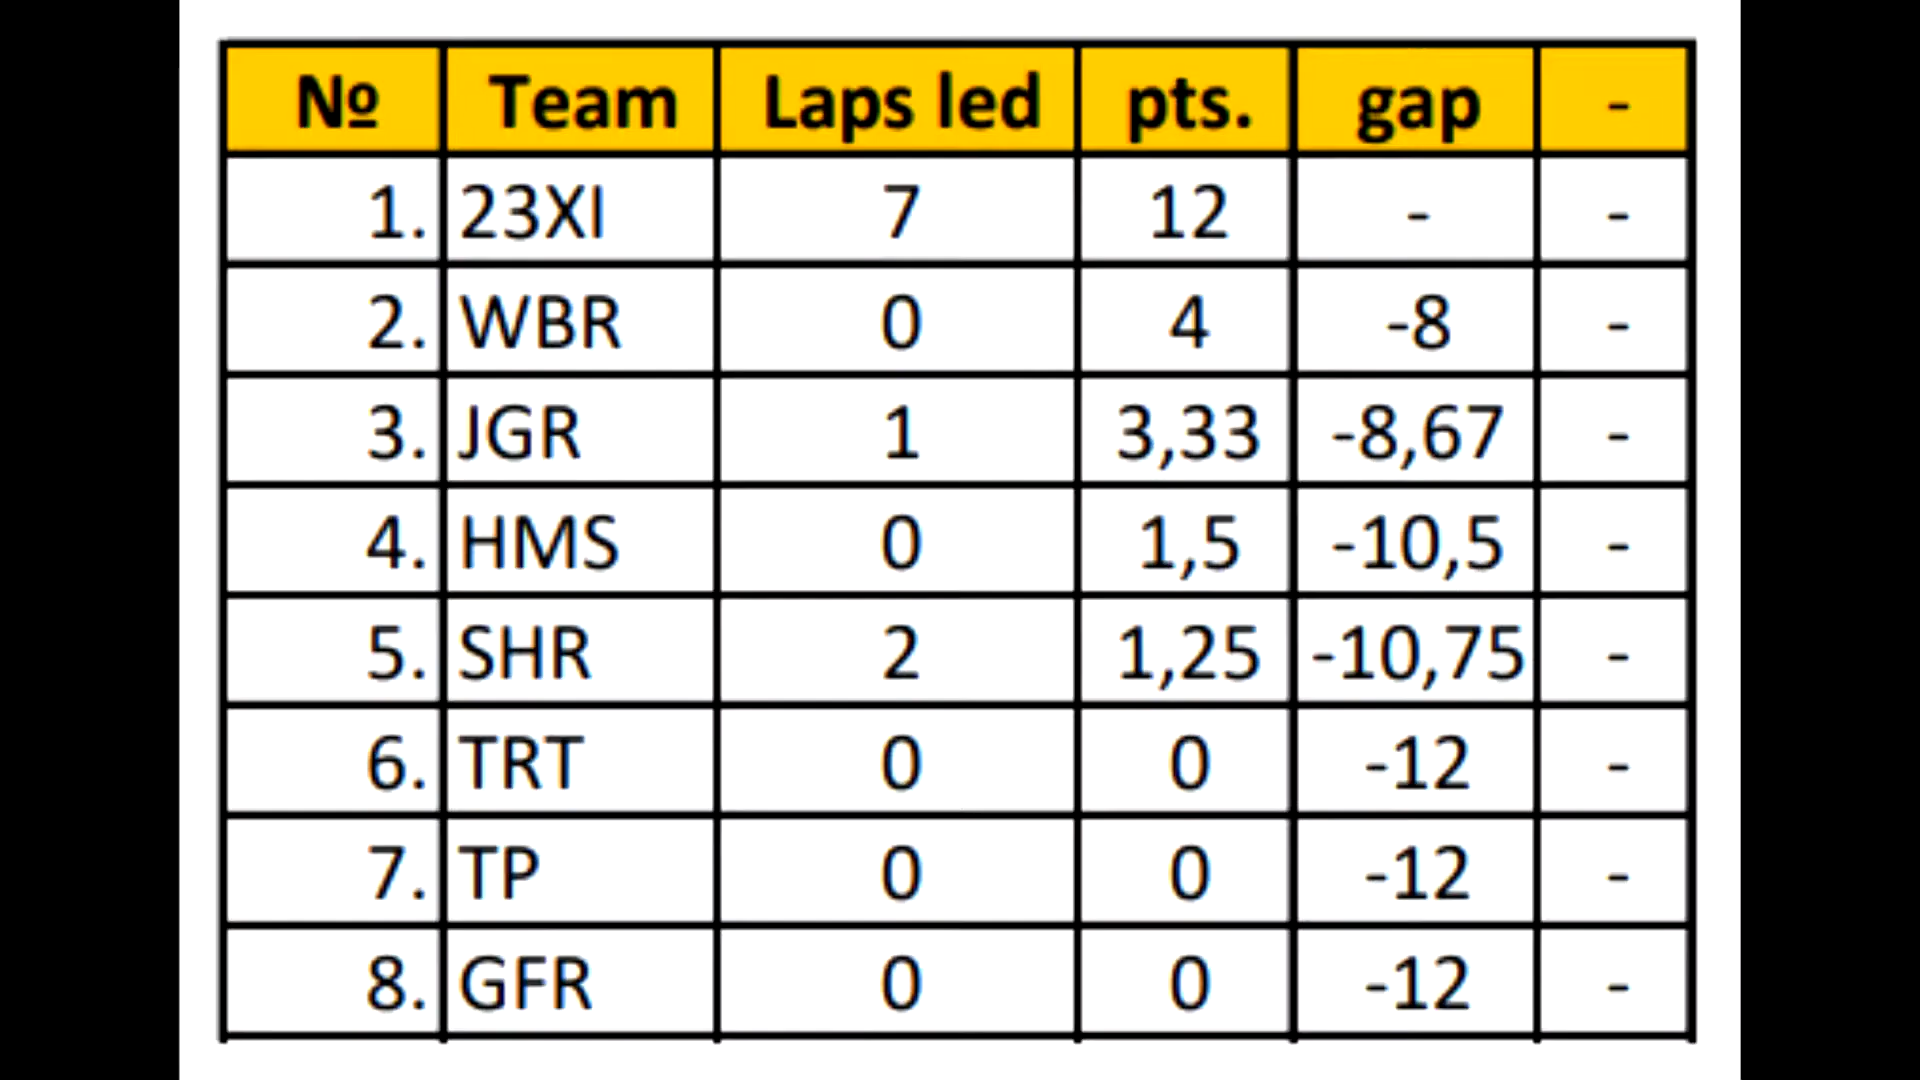 № Team Laps led pts. gap -
1. 23XI 7 12 - -
2. WBR 0 4 -8 -
3. JGR 1 3,33 -8,67 -
4. HMS 0 1,5 -10,5 -
5. SHR 2 1,25 -10,75 -
6. TRT 0 0 -12 -
7. TP 0 0 -12 -
8. GFR 0 0 -12 -